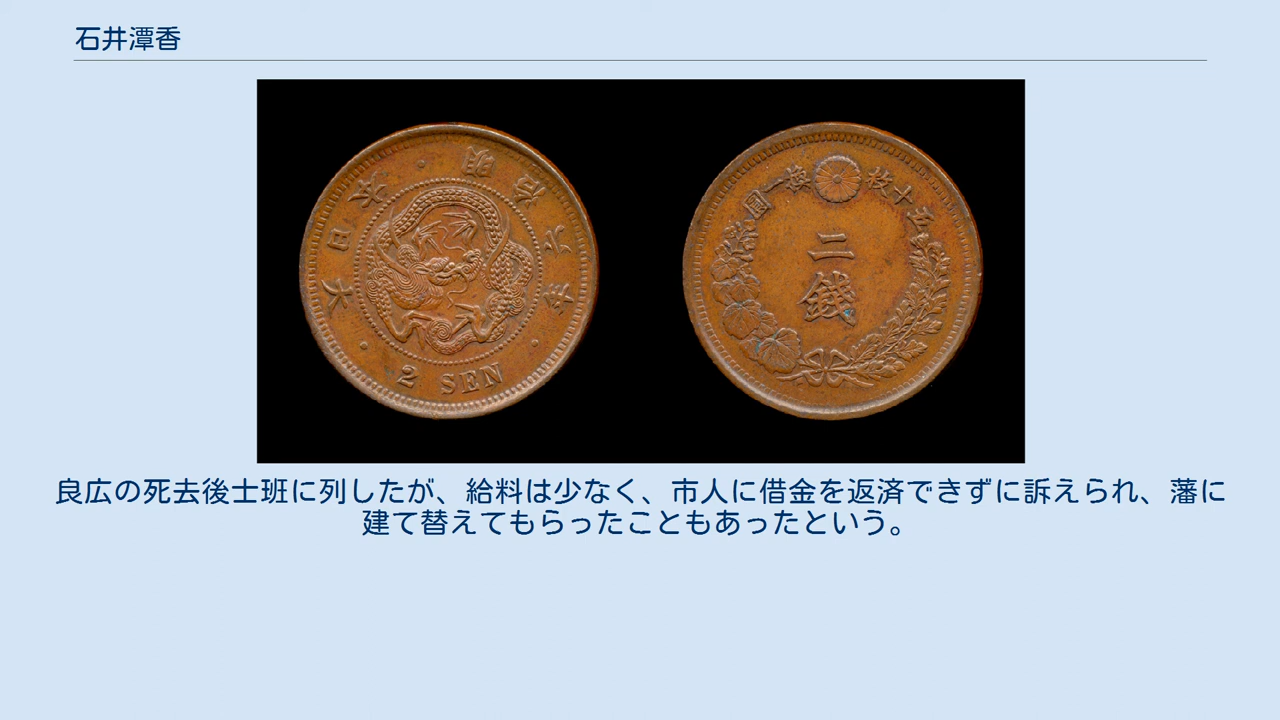 石井潭香
大日本・明治六年
2 SEN
五十枚換一圓
二銭
良広の死去後士班に列したが、給料は少なく、市人に借金を返済できずに訴えられ、藩に
建て替えてもらったこともあったという。